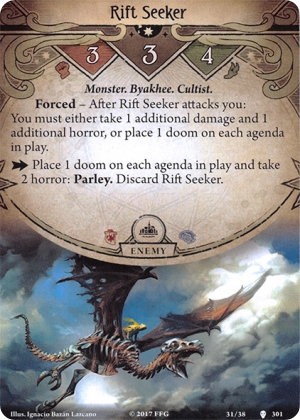 Rift Seeker
3 3 4
Monster. Byakhee. Cultist.
Forced – After Rift Seeker attacks you:
You must either take 1 additional damage and 1
additional horror, or place 1 doom on each agenda
in play.
Place 1 doom on each agenda in play and take
2 horror: Parley. Discard Rift Seeker.
ENEMY
Illus. Ignacio Bazán Lazcano © 2017 FFG 31/38 301